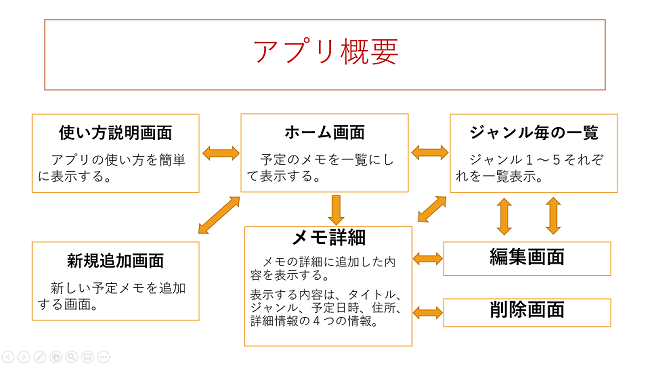 アプリ概要
使い方説明画面
アプリの使い方を簡単
に表示する。
ホーム画面
予定のメモを一覧にし
て表示する。
ジャンル毎の一覧
ジャンル１～５それぞ
れを一覧表示。
新規追加画面
新しい予定メモを追加
する画面。
メモ詳細
メモの詳細に追加した内
容を表示する。
表示する内容は、タイトル、
ジャンル、予定日時、住所、
詳細情報の４つの情報。
編集画面
削除画面